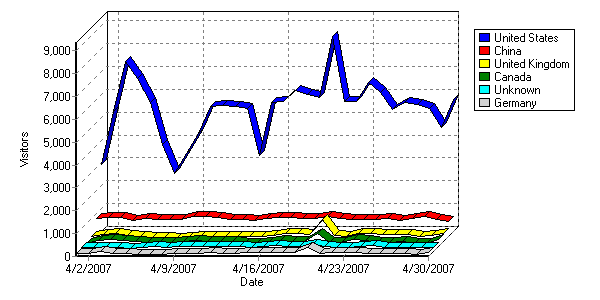 9,000
8,000
7,000
6,000
5,000
4,000
3,000
2,000
1,000
0
Visitors
4/2/2007
4/9/2007
4/16/2007
4/23/2007
4/30/2007
Date
United States
China
United Kingdom
Canada
Unknown
Germany